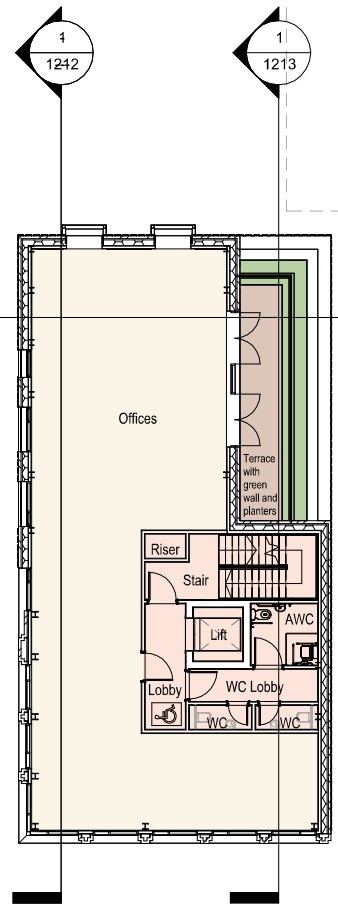 1
1242
1
1213
Offices
Terrace
with
green
wall and
planters
Riser
Stair
Lift
AWC
Lobby
WC Lobby
WC
WC